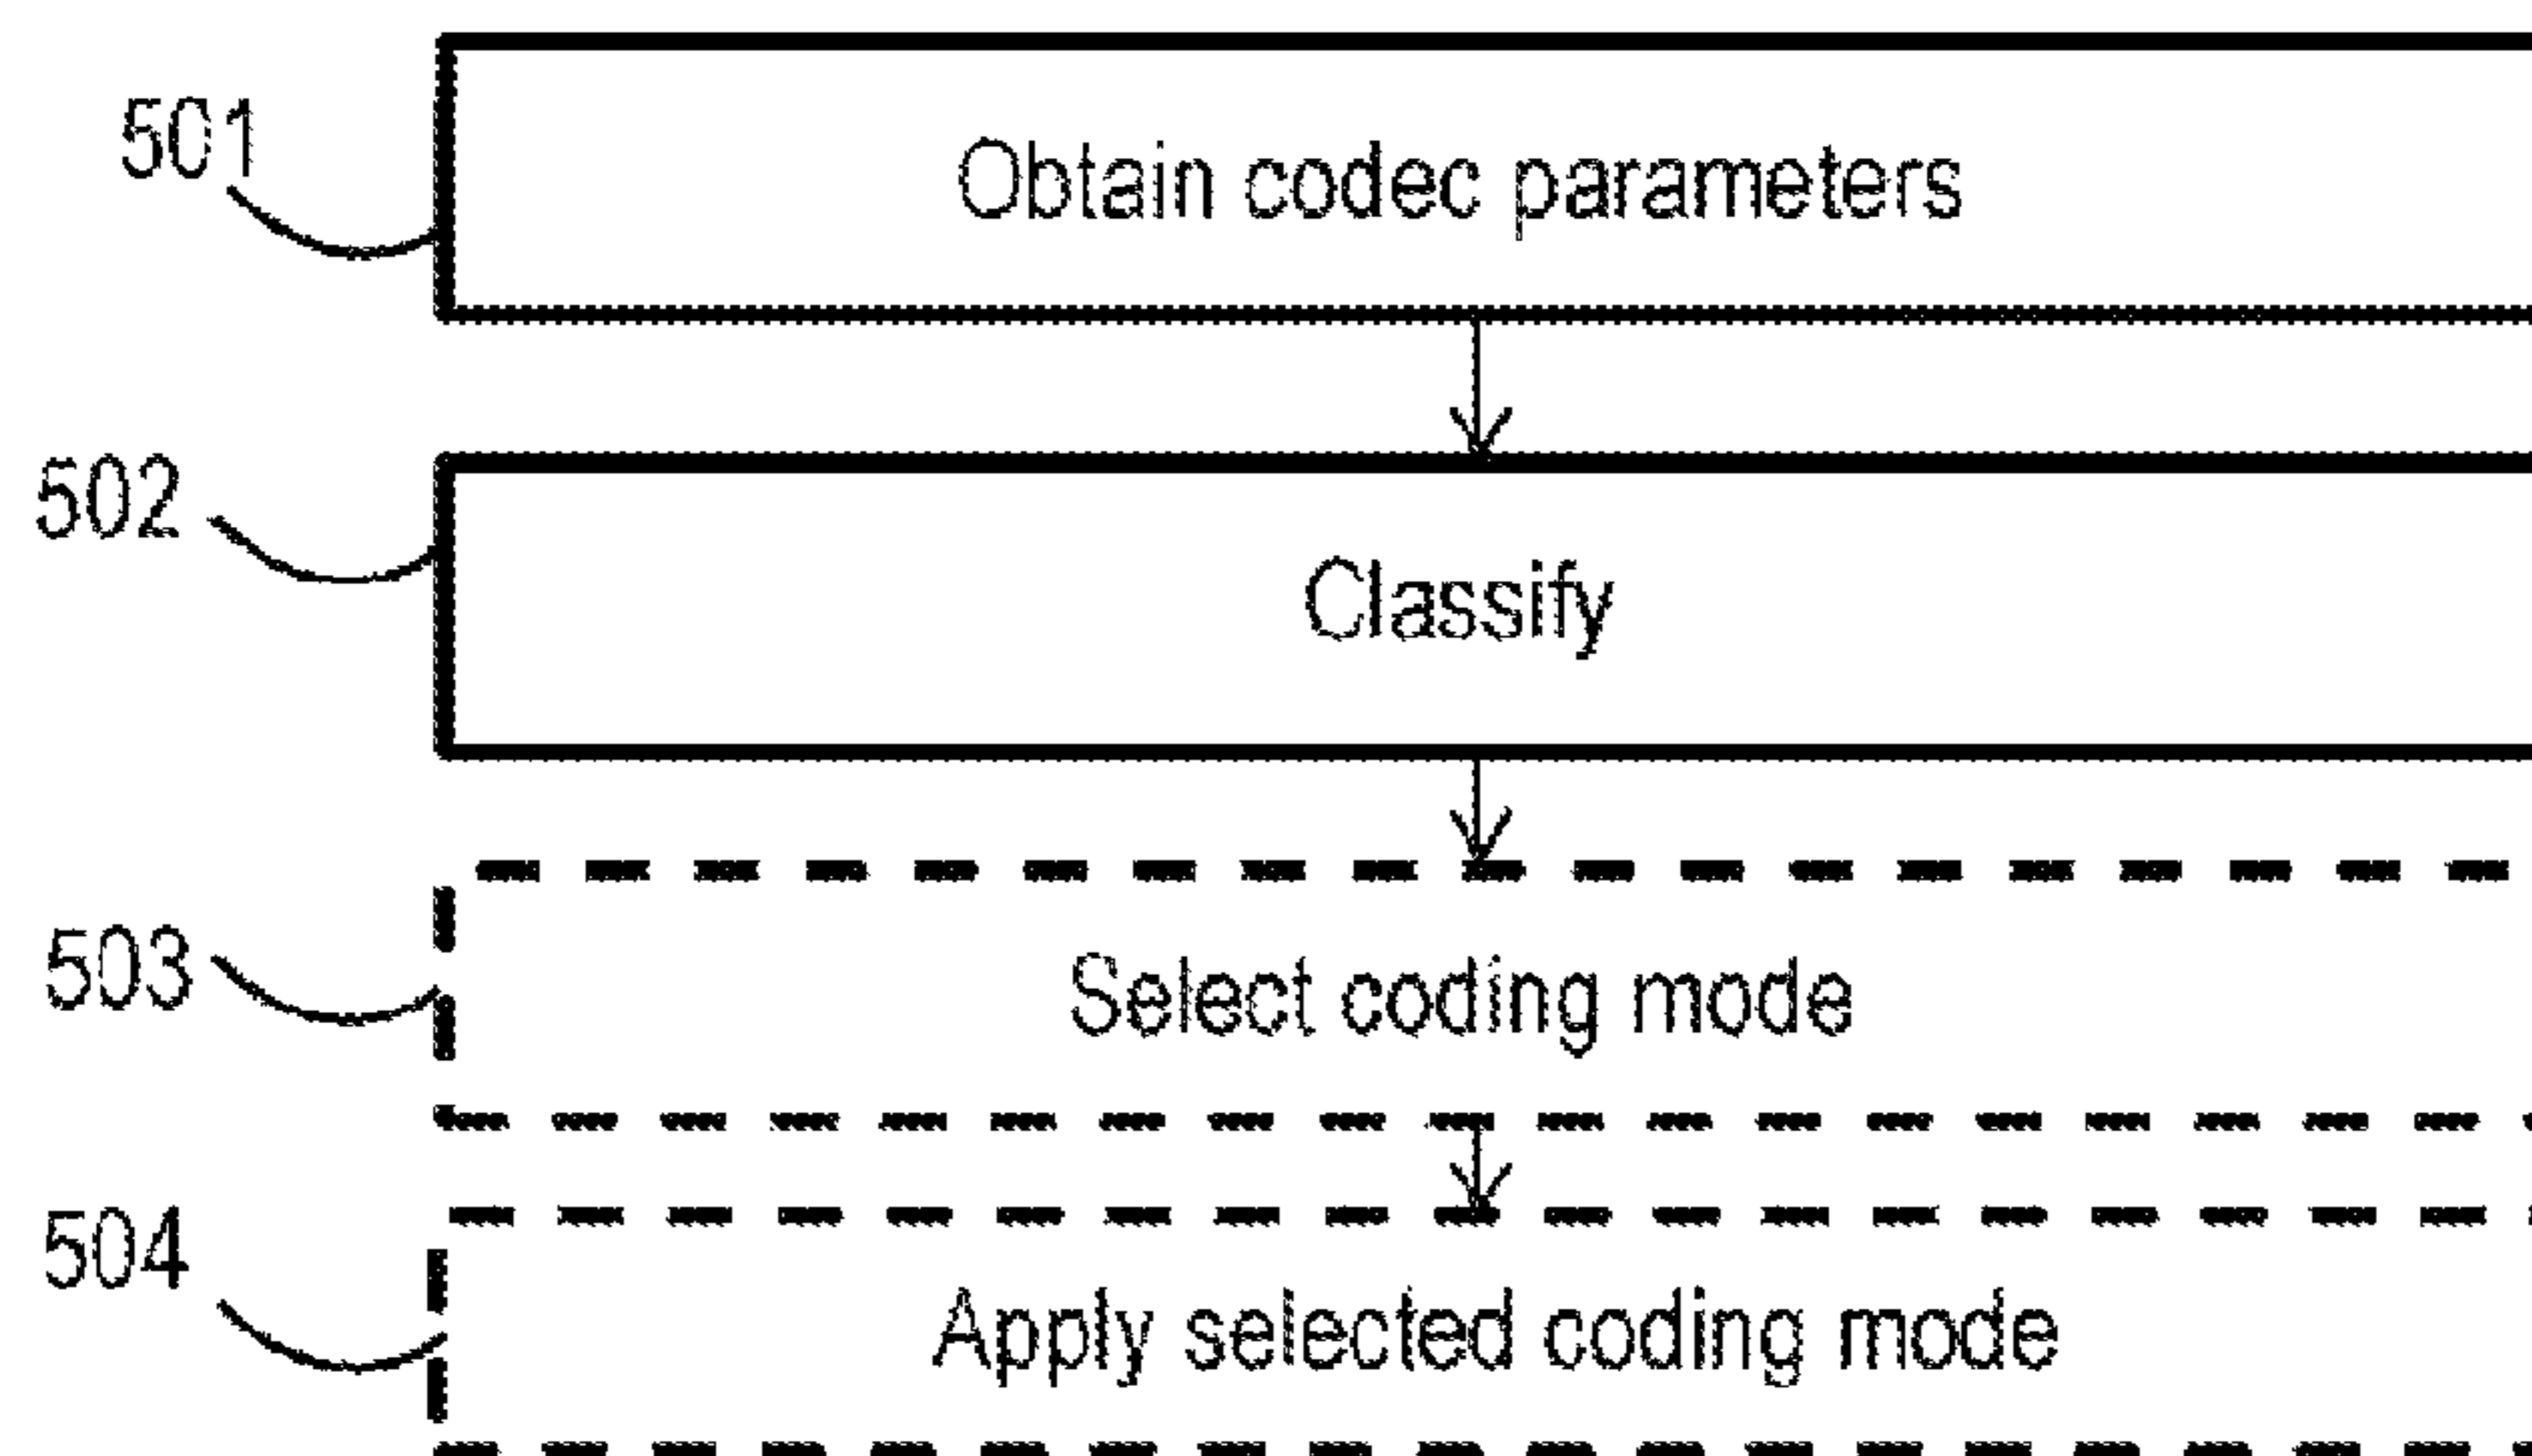 501
Obtain codec parameters
502
Classify
503
Select coding mode
504
Apply selected coding mode